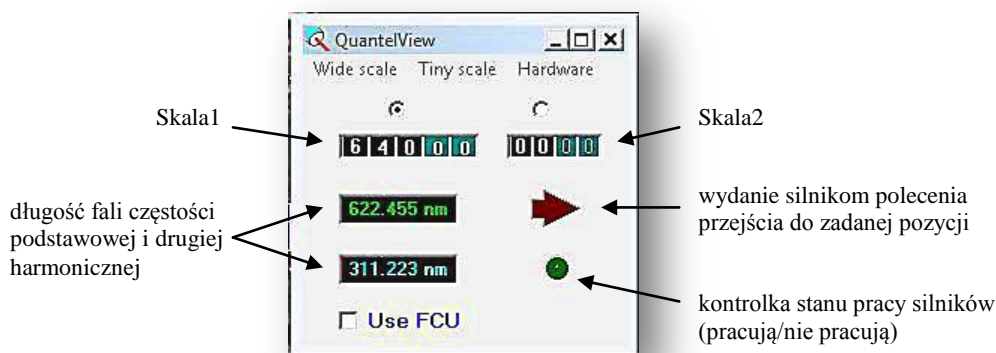 QuantelView
Wide scale Tiny scale Hardware
Skala1
64000
0000
Skala2
622.455 nm
długość fali częstości
podstawowej i drugiej
harmonicznej
wydanie silnikom polecenia
przejścia do zadanej pozycji
311.223 nm
kontrolka stanu pracy silników
(pracują/nie pracują)
Use FCU